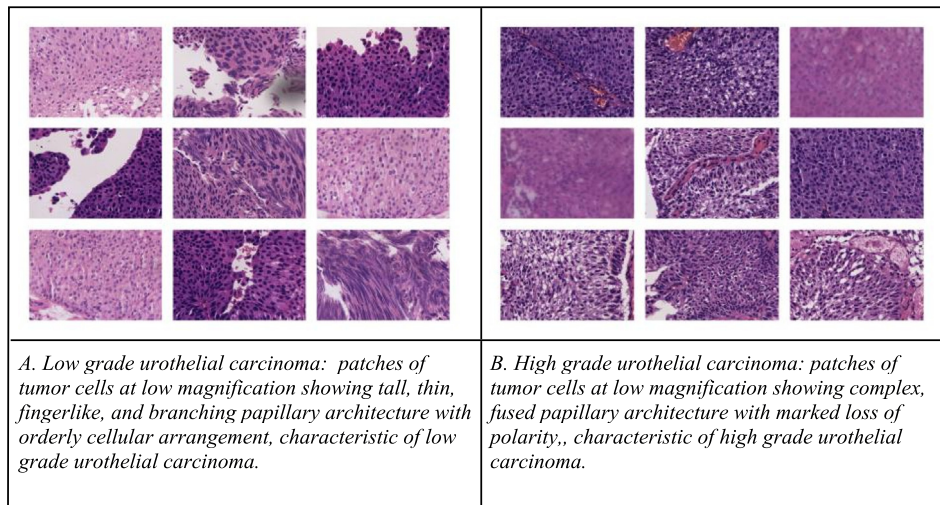 A. Low grade urothelial carcinoma:  patches of
tumor cells at low magnification showing tall, thin,
fingerlike, and branching papillary architecture with
orderly cellular arrangement, characteristic of low
grade urothelial carcinoma.
B. High grade urothelial carcinoma: patches of
tumor cells at low magnification showing complex,
fused papillary architecture with marked loss of
polarity,, characteristic of high grade urothelial
carcinoma.